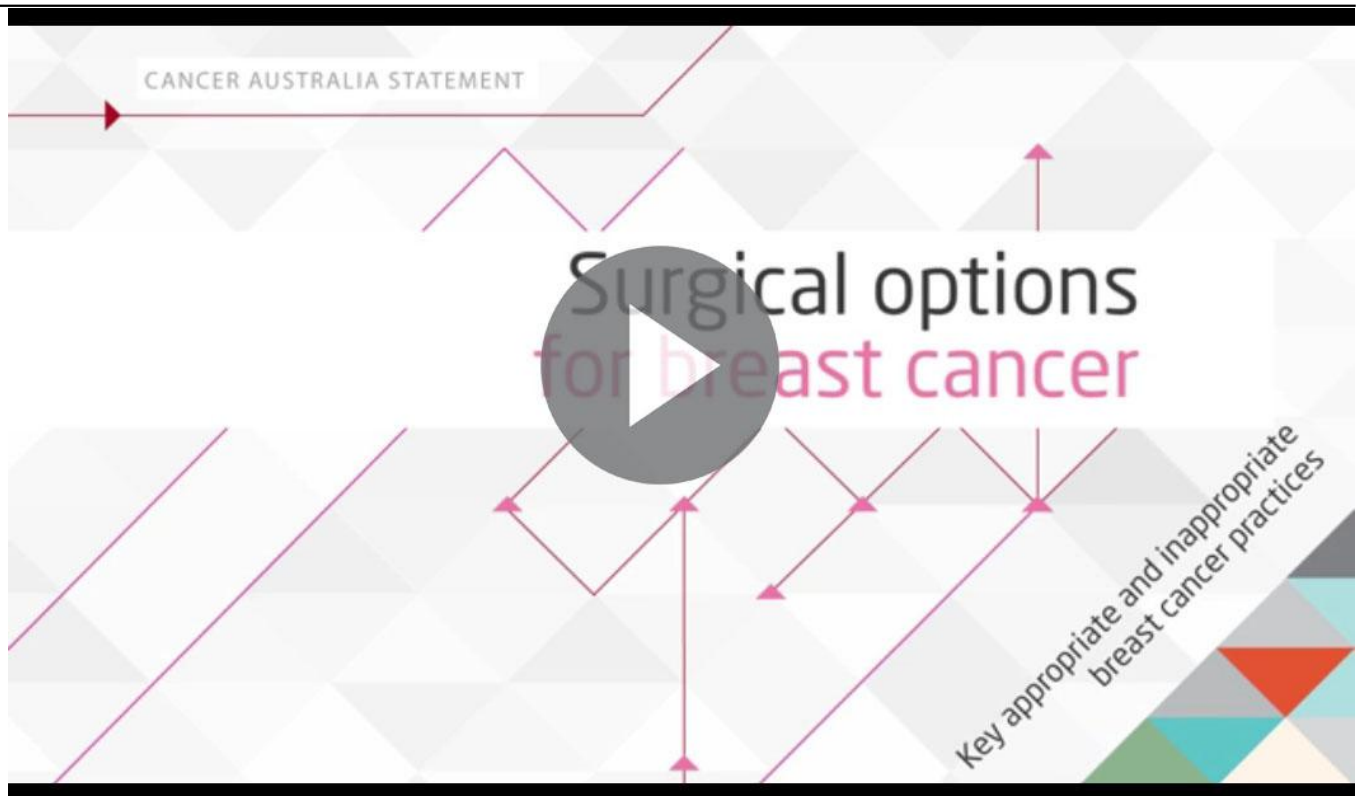 CANCER AUSTRALIA STATEMENT
Surgical options
for breast cancer
Key appropriate and inappropriate
breast cancer practices